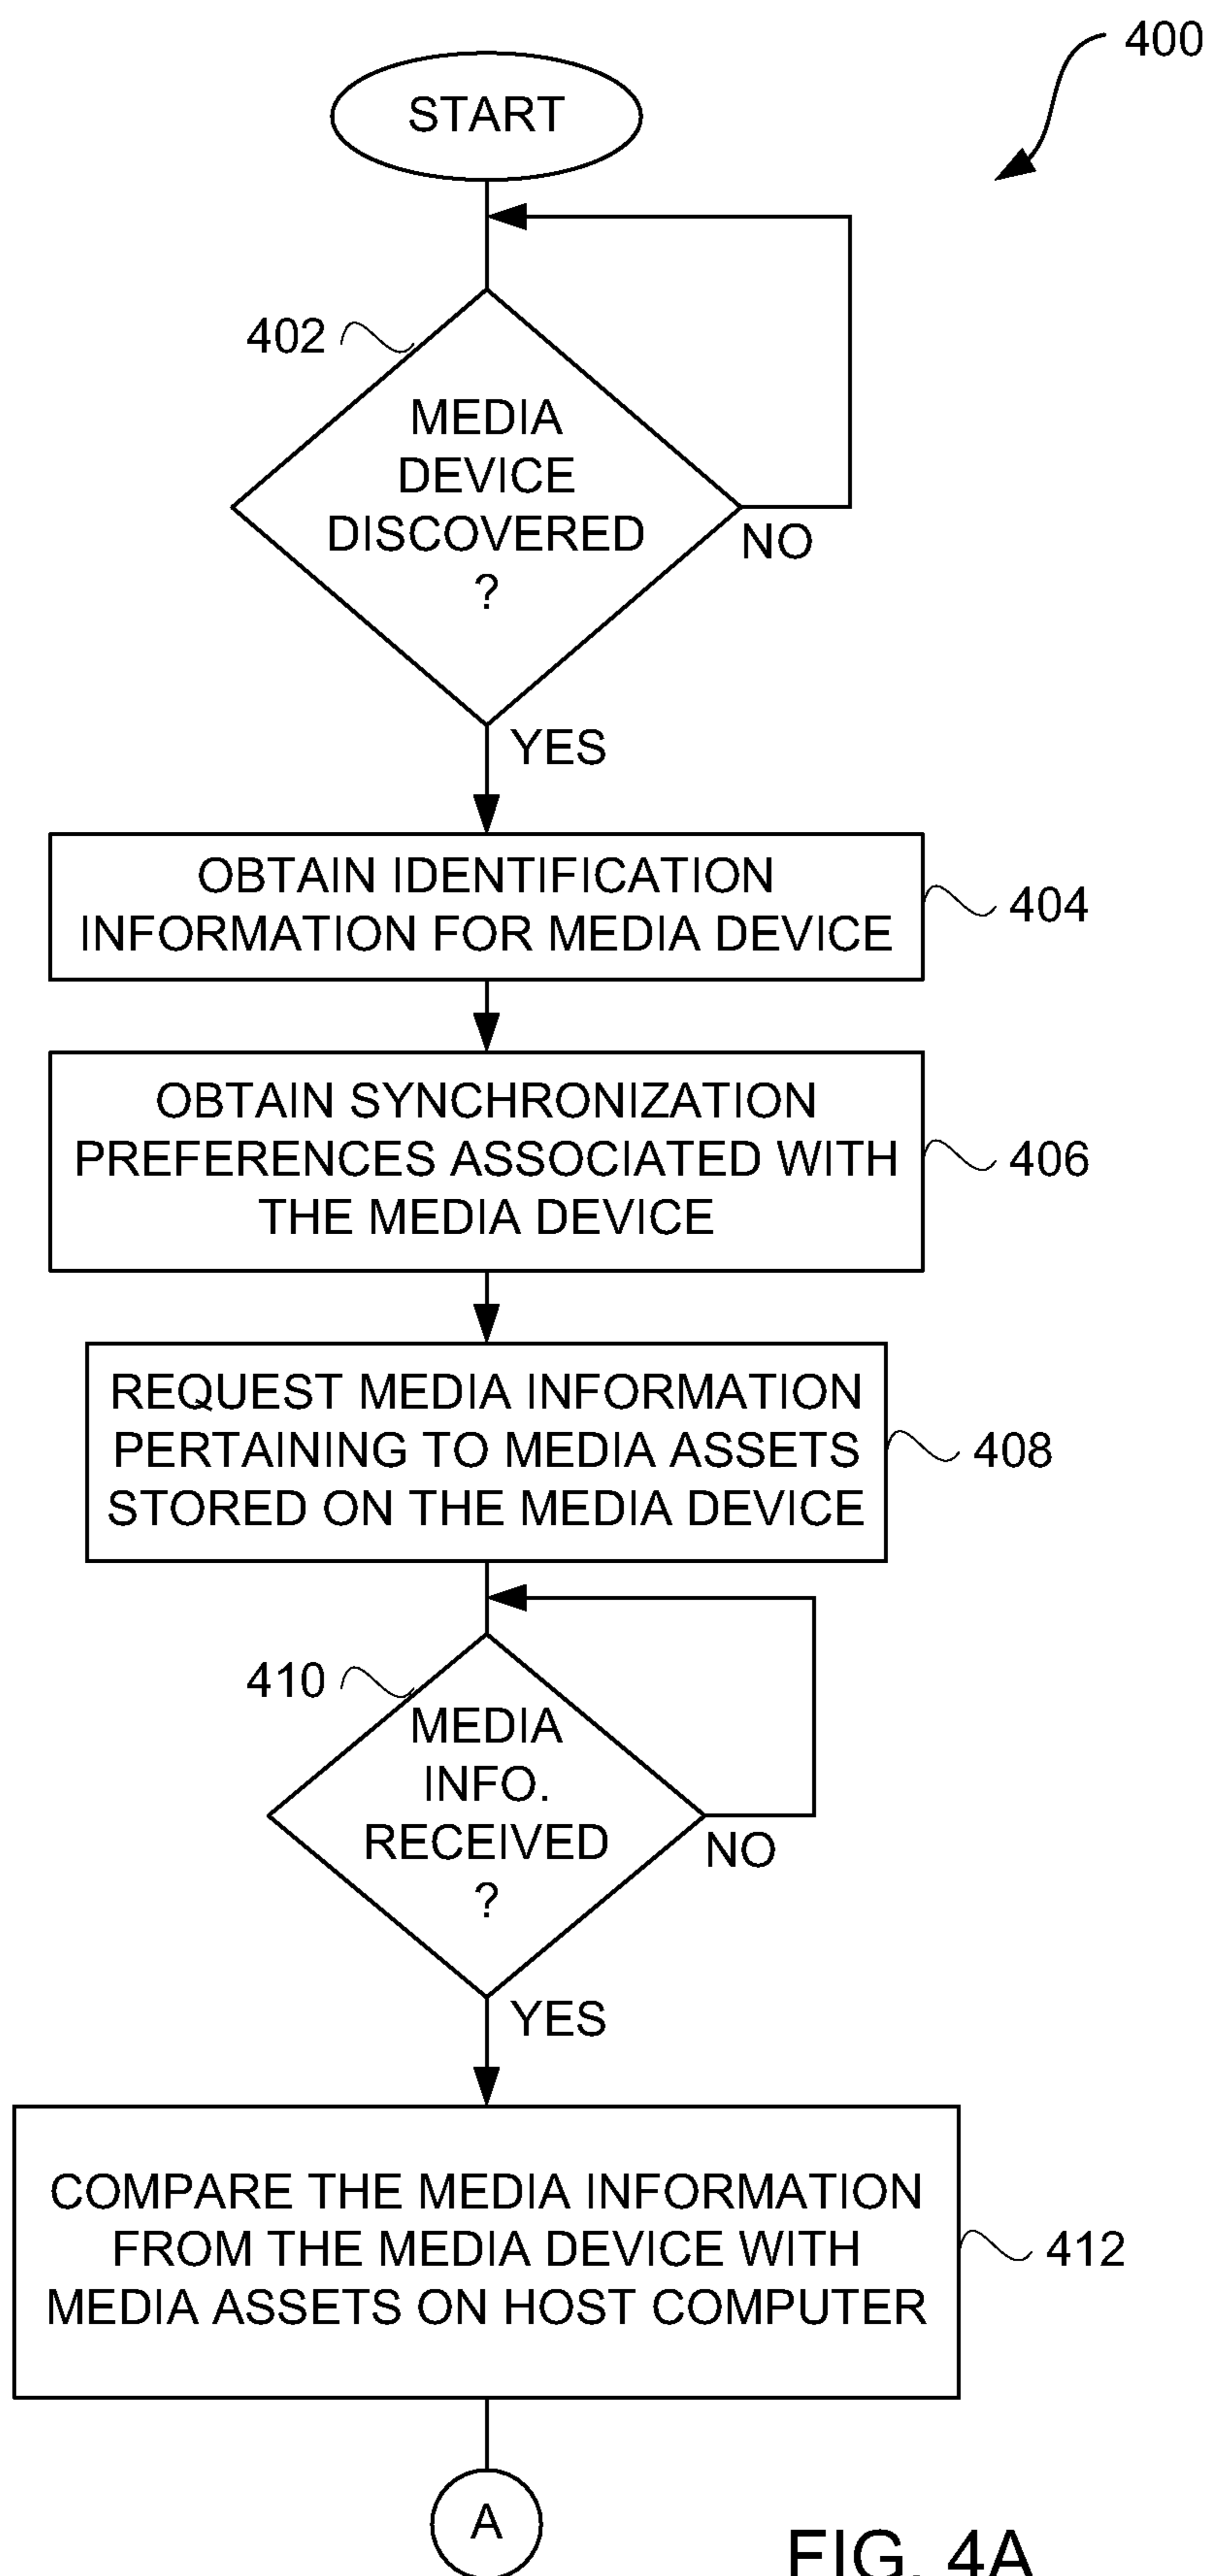 400
START
402
MEDIA
DEVICE
DISCOVERED
?
NO
YES
OBTAIN IDENTIFICATION
INFORMATION FOR MEDIA DEVICE
404
OBTAIN SYNCHRONIZATION
PREFERENCES ASSOCIATED WITH
THE MEDIA DEVICE
406
REQUEST MEDIA INFORMATION
PERTAINING TO MEDIA ASSETS
STORED ON THE MEDIA DEVICE
408
410
MEDIA
INFO.
RECEIVED
?
NO
YES
COMPARE THE MEDIA INFORMATION
FROM THE MEDIA DEVICE WITH
MEDIA ASSETS ON HOST COMPUTER
412
A
FIG. 4A